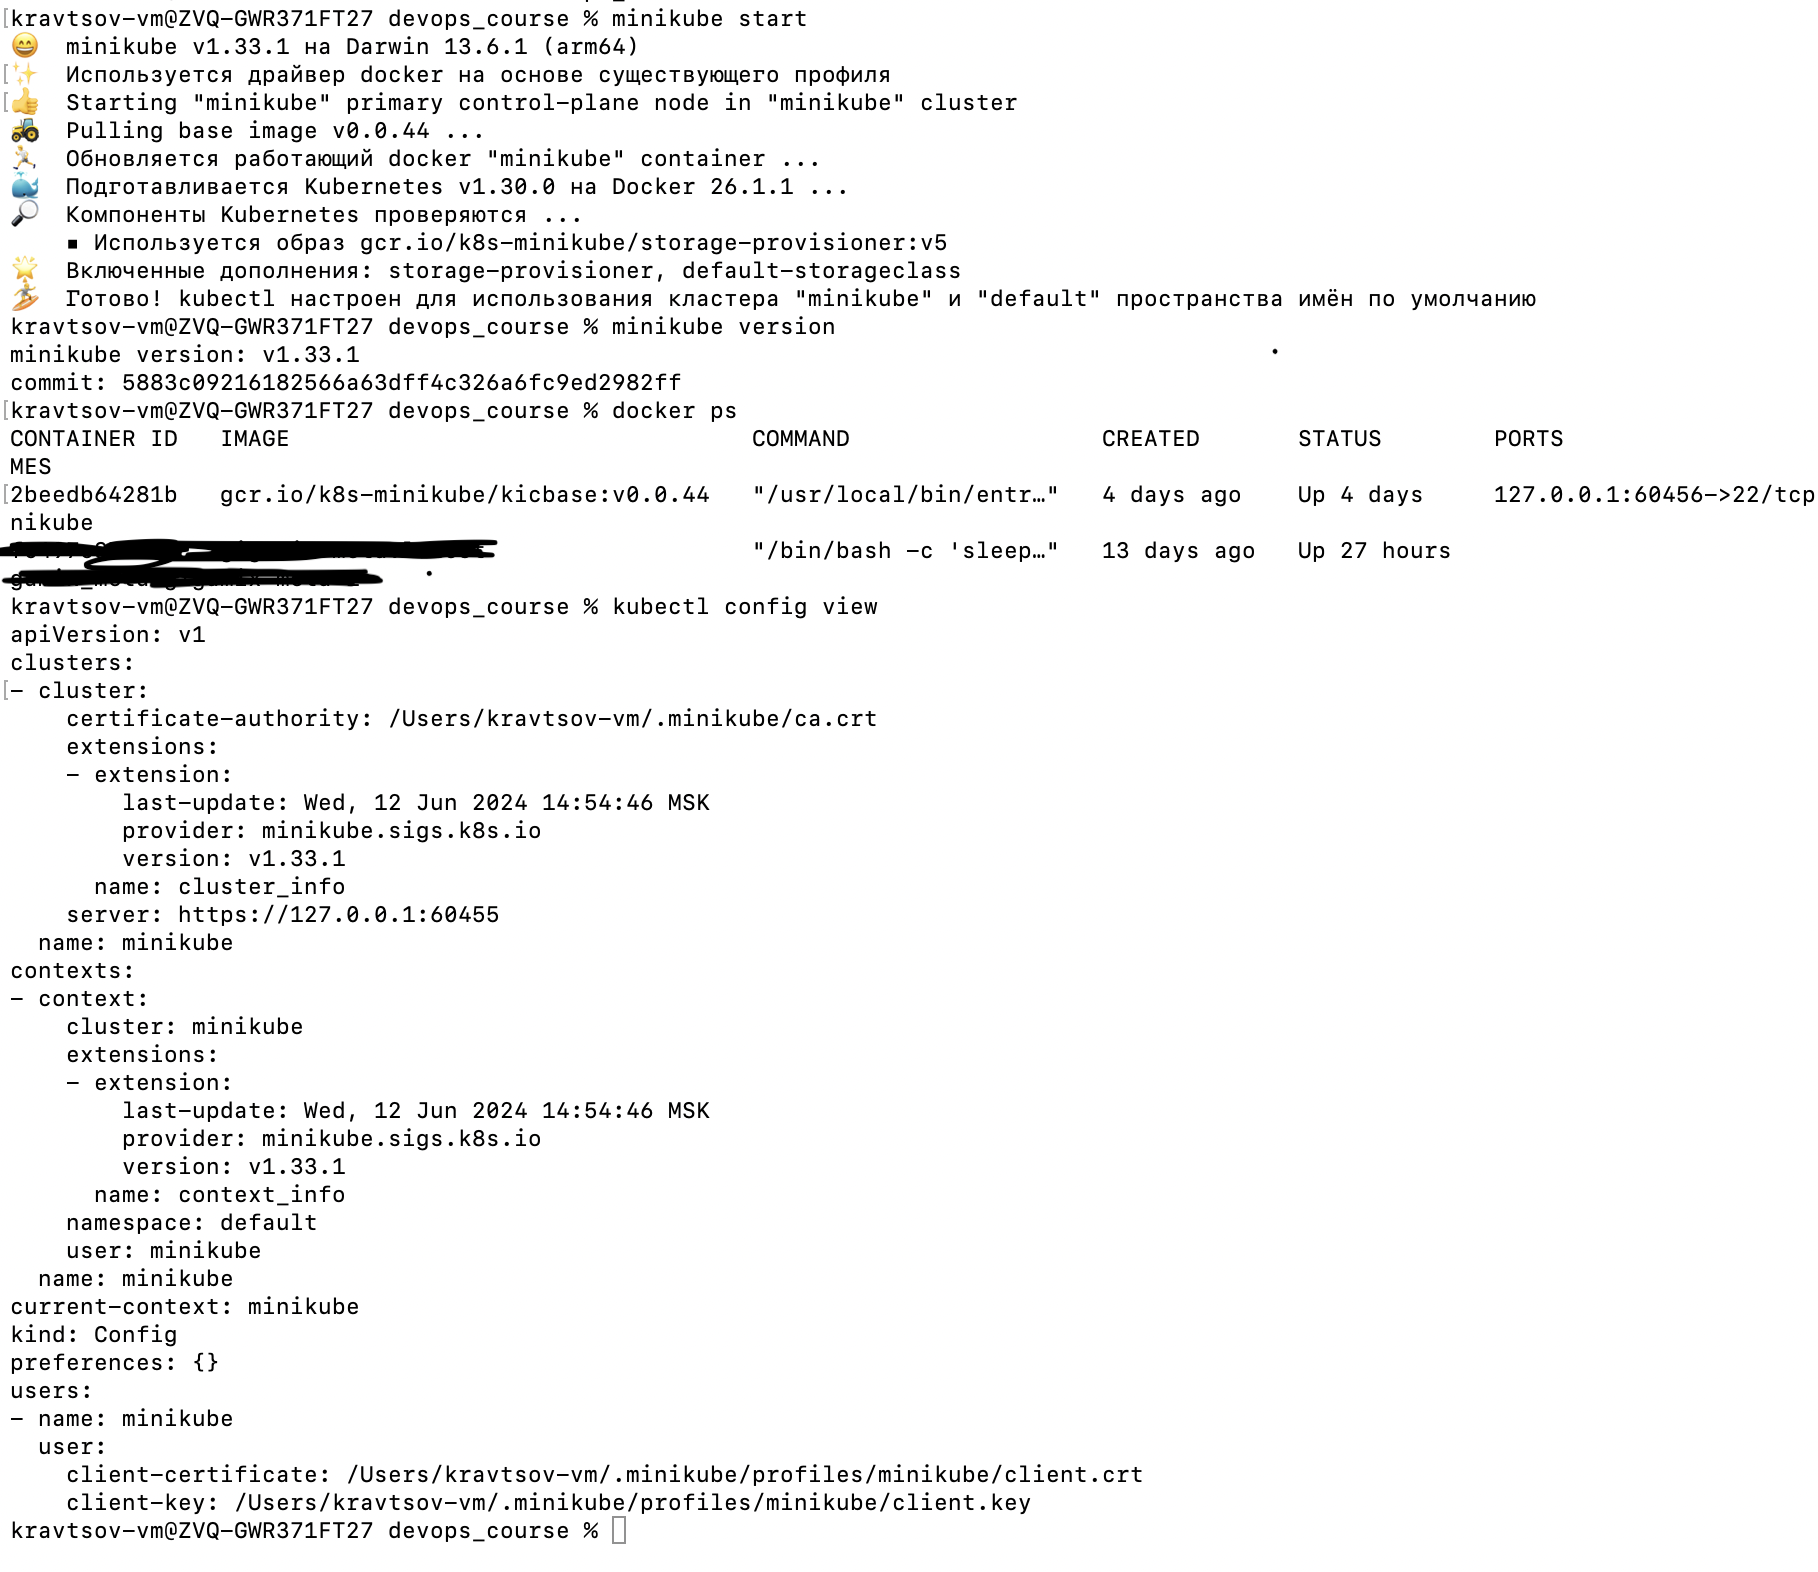 kravtsov-vm@ZVQ-GWR371FT27 devops_course % minikube start
😄  minikube v1.33.1 на Darwin 13.6.1 (arm64)
✨  Используется драйвер docker на основе существующего профиля
👍  Starting "minikube" primary control-plane node in "minikube" cluster
🚜  Pulling base image v0.0.44 ...
🏃  Обновляется работающий docker "minikube" container ...
🐳  Подготавливается Kubernetes v1.30.0 на Docker 26.1.1 ...
🔎  Компоненты Kubernetes проверяются ...
    ▪ Используется образ gcr.io/k8s-minikube/storage-provisioner:v5
🌟  Включенные дополнения: storage-provisioner, default-storageclass
🏄  Готово! kubectl настроен для использования кластера "minikube" и "default" пространства имён по умолчанию
kravtsov-vm@ZVQ-GWR371FT27 devops_course % minikube version
minikube version: v1.33.1
commit: 5883c09216182566a63dff4c326a6fc9ed2982ff
kravtsov-vm@ZVQ-GWR371FT27 devops_course % docker ps
CONTAINER ID   IMAGE                                 COMMAND                  CREATED       STATUS        PORTS
MES
2beedb64281b   gcr.io/k8s-minikube/kicbase:v0.0.44   "/usr/local/bin/entr…"   4 days ago    Up 4 days     127.0.0.1:60456->22/tcp
nikube
"/bin/bash -c 'sleep…"   13 days ago   Up 27 hours
kravtsov-vm@ZVQ-GWR371FT27 devops_course % kubectl config view
apiVersion: v1
clusters:
- cluster:
    certificate-authority: /Users/kravtsov-vm/.minikube/ca.crt
    extensions:
    - extension:
        last-update: Wed, 12 Jun 2024 14:54:46 MSK
        provider: minikube.sigs.k8s.io
        version: v1.33.1
      name: cluster_info
    server: https://127.0.0.1:60455
  name: minikube
contexts:
- context:
    cluster: minikube
    extensions:
    - extension:
        last-update: Wed, 12 Jun 2024 14:54:46 MSK
        provider: minikube.sigs.k8s.io
        version: v1.33.1
      name: context_info
    namespace: default
    user: minikube
  name: minikube
current-context: minikube
kind: Config
preferences: {}
users:
- name: minikube
  user:
    client-certificate: /Users/kravtsov-vm/.minikube/profiles/minikube/client.crt
    client-key: /Users/kravtsov-vm/.minikube/profiles/minikube/client.key
kravtsov-vm@ZVQ-GWR371FT27 devops_course %